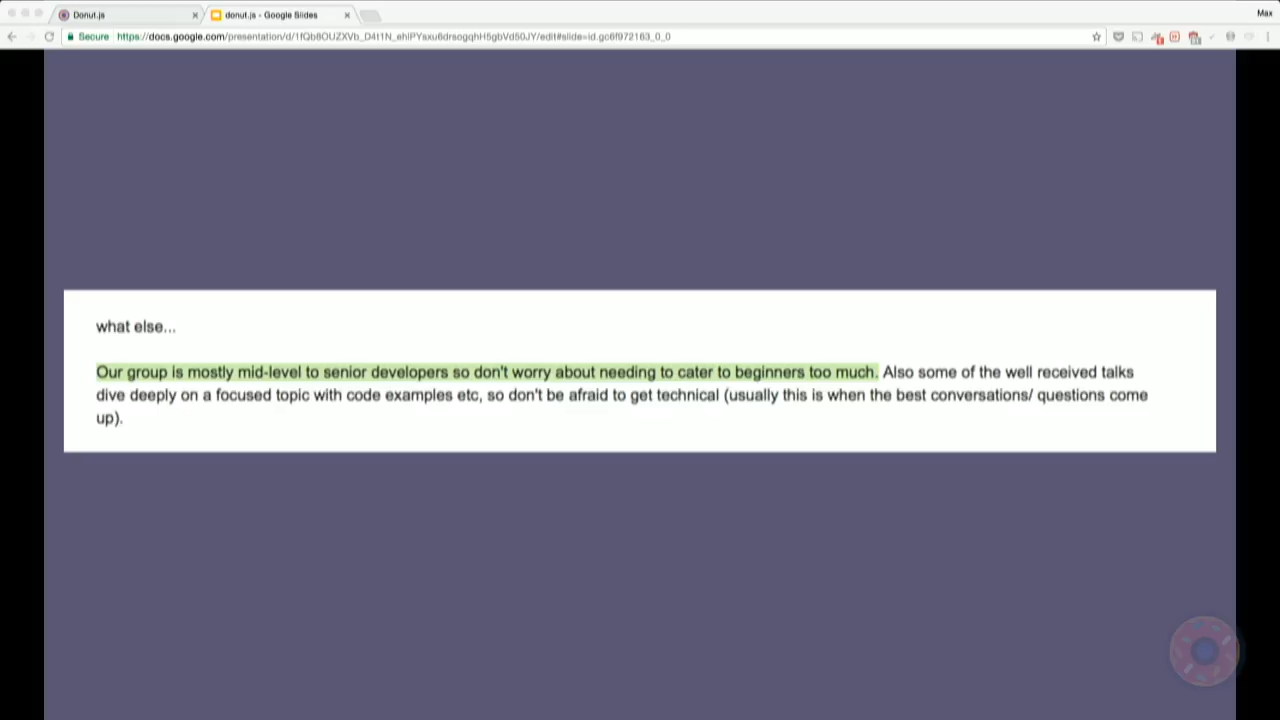 Donut.js
donut.js - Google Slides
Max
Secure
what else...
Our group is mostly mid-level to senior developers so don't worry about needing to cater to beginners too much. Also some of the well received talks
dive deeply on a focused topic with code examples etc, so don't be afraid to get technical (usually this is when the best conversations/ questions come
up).